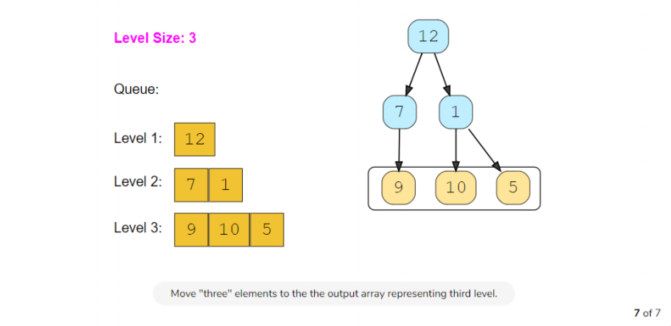 Level Size: 3
12
Queue:
7 1
Level 1: 12
Level 2: 7 1
9 10 5
Level 3: 9 10 5
Move "three" elements to the the output array representing third level.
7 of 7